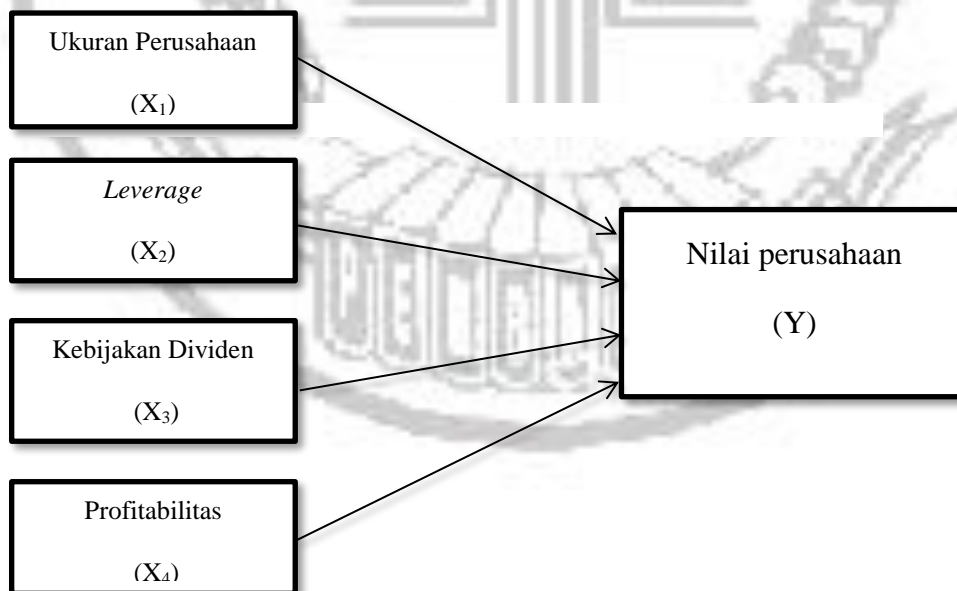 Ukuran Perusahaan
(X₁)
Leverage
(X₂)
Kebijakan Dividen
(X₃)
Profitabilitas
(X₄)
Nilai perusahaan
(Y)